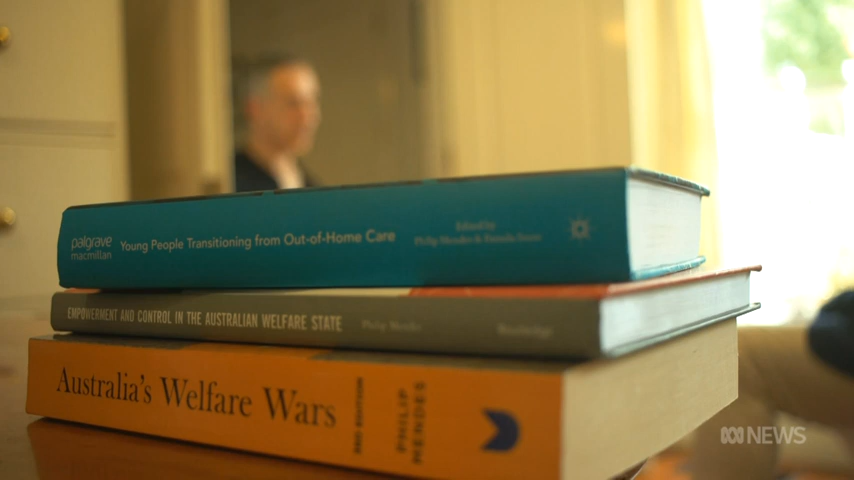 palgrave
macmillan
Young People Transitioning from Out-of-Home Care
Edited by
Philip Mendes & Pamela Snow
EMPOWERMENT AND CONTROL IN THE AUSTRALIAN WELFARE STATE
Philip Mendes
Routledge
Australia's Welfare Wars
3RD EDITION
PHILIP
MENDES
NEWS